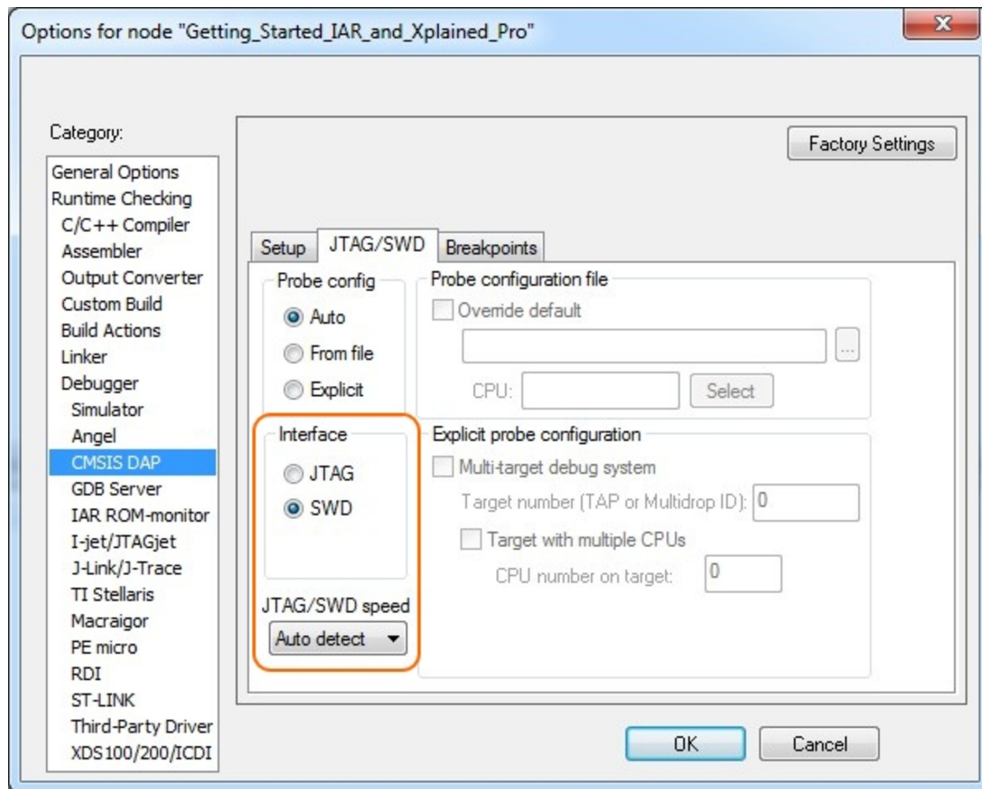 Options for node "Getting_Started_IAR_and_Xplained_Pro"
Category:
General Options
Runtime Checking
C/C++ Compiler
Assembler
Output Converter
Custom Build
Build Actions
Linker
Debugger
Simulator
Angel
CMSIS DAP
GDB Server
IAR ROM-monitor
I-jet/JTAGjet
J-Link/J-Trace
TI Stellaris
Macraigor
PE micro
RDI
ST-LINK
Third-Party Driver
XDS100/200/ICDI
Factory Settings
Setup JTAG/SWD Breakpoints
Probe config
Auto
From file
Explicit
Probe configuration file
Override default
...
CPU: Select
Interface
JTAG
SWD
JTAG/SWD speed
Auto detect
Explicit probe configuration
Multi-target debug system
Target number (TAP or Multidrop ID): 0
Target with multiple CPUs
CPU number on target: 0
OK Cancel